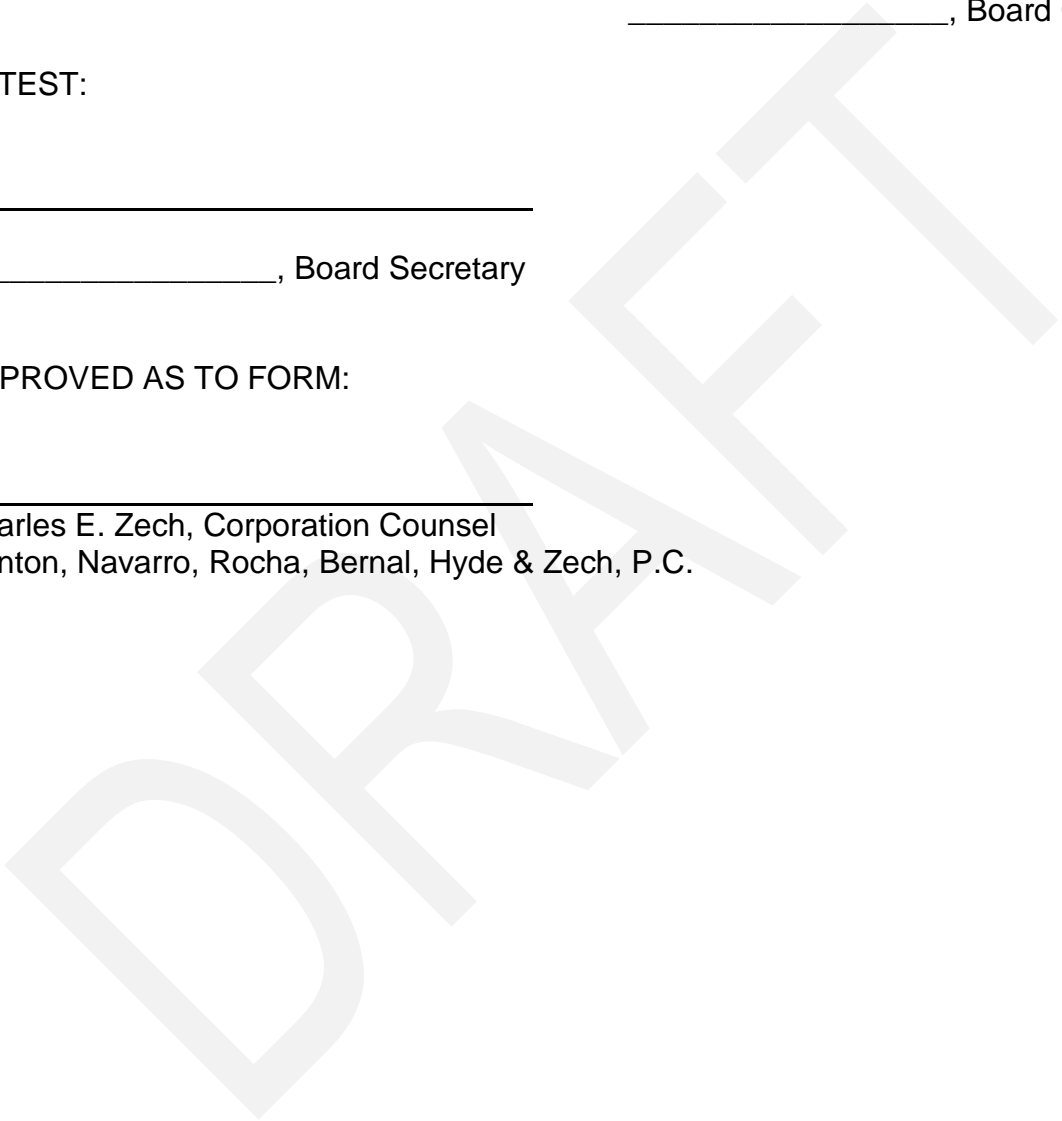 __________________, Board
TEST:
________________, Board Secretary
PROVED AS TO FORM:
arles E. Zech, Corporation Counsel
nton, Navarro, Rocha, Bernal, Hyde & Zech, P.C.
DRAFT